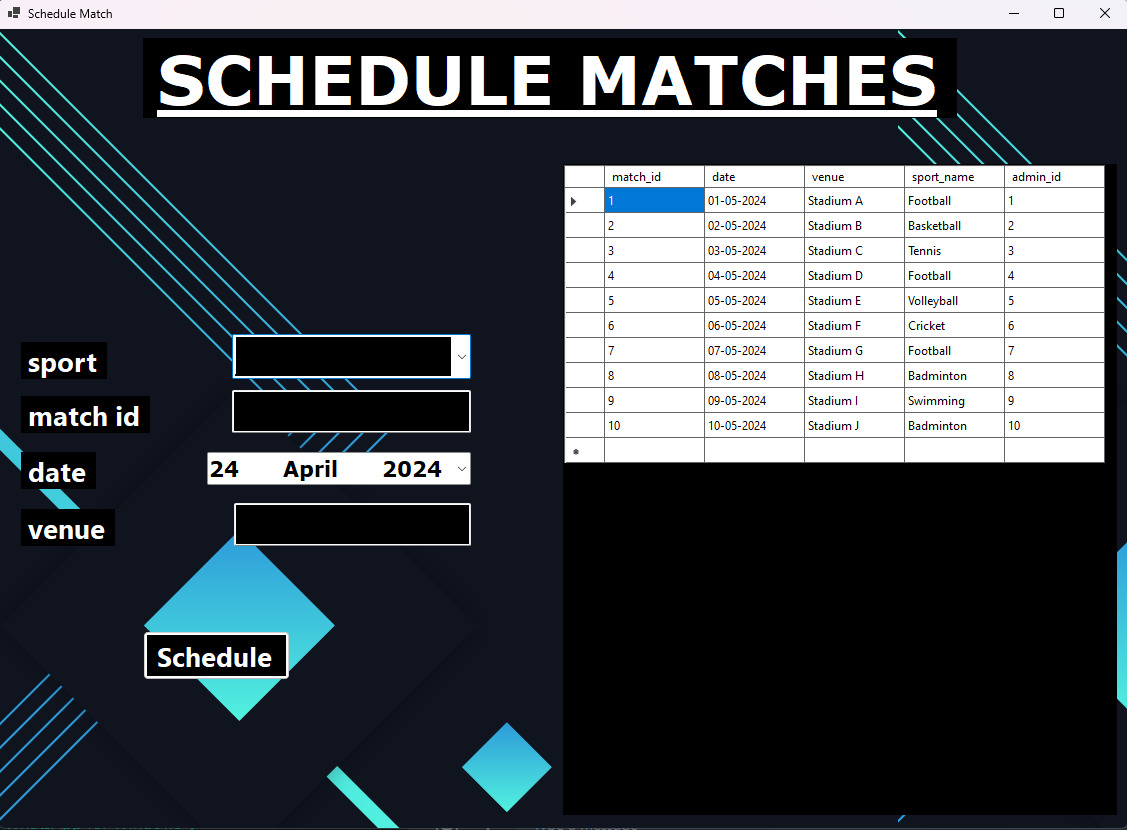 Schedule Match
SCHEDULE MATCHES
sport
match id
date 24 April 2024
venue
Schedule
match_id date venue sport_name admin_id
1 01-05-2024 Stadium A Football 1
2 02-05-2024 Stadium B Basketball 2
3 03-05-2024 Stadium C Tennis 3
4 04-05-2024 Stadium D Football 4
5 05-05-2024 Stadium E Volleyball 5
6 06-05-2024 Stadium F Cricket 6
7 07-05-2024 Stadium G Football 7
8 08-05-2024 Stadium H Badminton 8
9 09-05-2024 Stadium I Swimming 9
10 10-05-2024 Stadium J Badminton 10